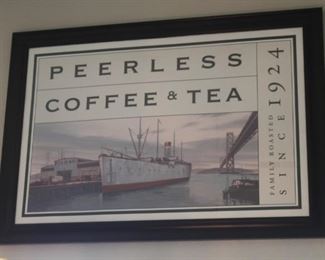 PEERLESS
COFFEE & TEA
FAMILY ROASTED
SINCE 1924